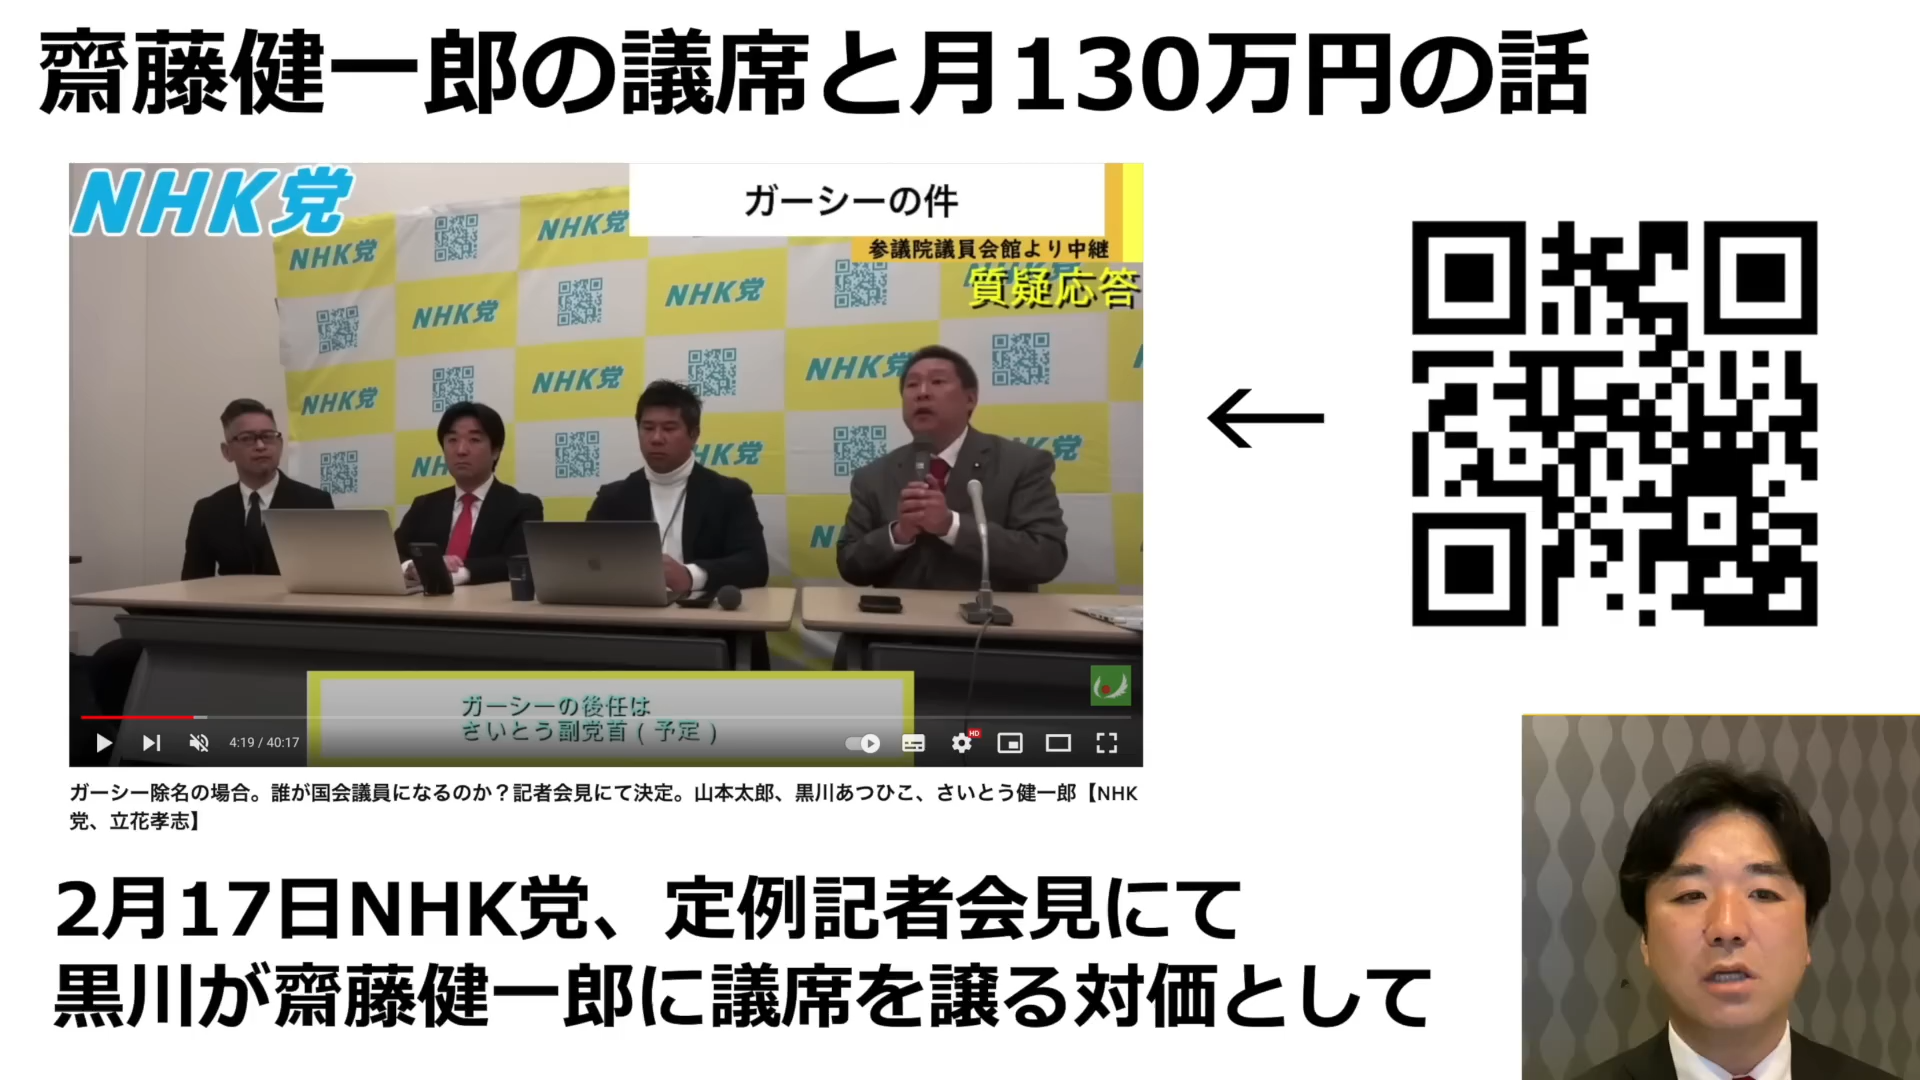 齋藤健一郎の議席と月130万円の話
NHK党
ガーシーの件
参議院議員会館より中継
質疑応答
NHK党
NHK党
NHK党
NHK党
NHK党
NHK党
NHK党
NHK党
ガーシーの後任は
さいとう副党首(予定)
4:19 / 40:17
HD
ガーシー除名の場合。誰が国会議員になるのか？記者会見にて決定。山本太郎、黒川あつひこ、さいとう健一郎【NHK
党、立花孝志】
2月17日NHK党、定例記者会見にて
黒川が齋藤健一郎に議席を譲る対価として